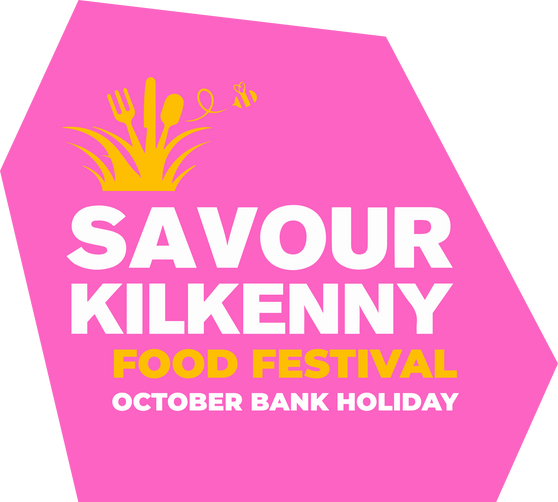 SAVOUR
KILKENNY
FOOD FESTIVAL
OCTOBER BANK HOLIDAY